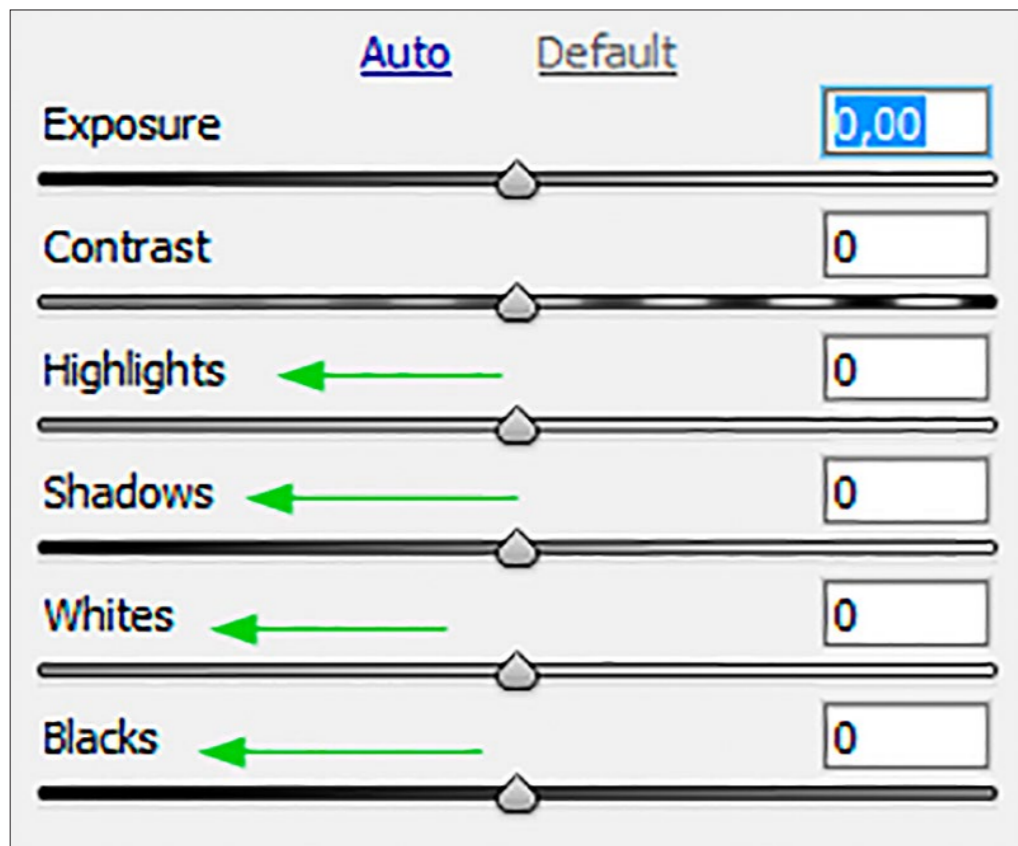 Auto Default
Exposure 0,00
Contrast 0
Highlights 0
Shadows 0
Whites 0
Blacks 0